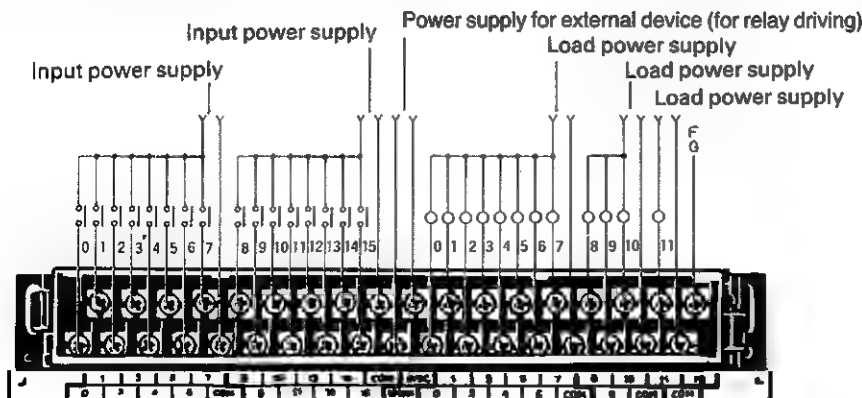 Power supply for external device (for relay driving)
Input power supply
Load power supply
Input power supply
Load power supply
Load power supply
F
G
0 1 2 3 4 5 6 7 8 9 10 11 12 13 14 15 0 1 2 3 4 5 6 7 8 9 10 11